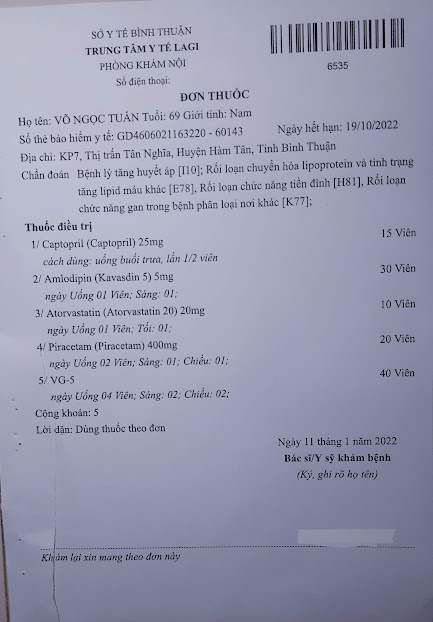 SỞ Y TẾ BÌNH THUẬN
TRUNG TÂM Y TẾ LAGI
PHÒNG KHÁM NỘI
Số điện thoại:
6535
ĐƠN THUỐC
Họ tên: VÕ NGỌC TUẤN Tuổi: 69 Giới tính: Nam
Số thẻ bảo hiểm y tế: GD4606021163220 - 60143 Ngày hết hạn: 19/10/2022
Địa chỉ: KP7, Thị trấn Tân Nghĩa, Huyện Hàm Tân, Tỉnh Bình Thuận
Chẩn đoán Bệnh lý tăng huyết áp [I10]; Rối loạn chuyển hóa lipoprotein và tình trạng
tăng lipid máu khác [E78], Rối loạn chức năng tiền đình [H81], Rối loạn
chức năng gan trong bệnh phân loại nơi khác [K77];
Thuốc điều trị
1/ Captopril (Captopril) 25mg 15 Viên
cách dùng: uống buổi trưa, lần 1/2 viên
2/ Amlodipin (Kavasdin 5) 5mg 30 Viên
ngày Uống 01 Viên; Sáng: 01;
3/ Atorvastatin (Atorvastatin 20) 20mg 10 Viên
ngày Uống 01 Viên; Tối: 01;
4/ Piracetam (Piracetam) 400mg 20 Viên
ngày Uống 02 Viên; Sáng: 01; Chiều: 01;
5/ VG-5 40 Viên
ngày Uống 04 Viên; Sáng: 02; Chiều: 02;
Cộng khoản: 5
Lời dặn: Dùng thuốc theo đơn
Ngày 11 tháng 1 năm 2022
Bác sĩ/Y sỹ khám bệnh
(Ký, ghi rõ họ tên)
Khám lại xin mang theo đơn này